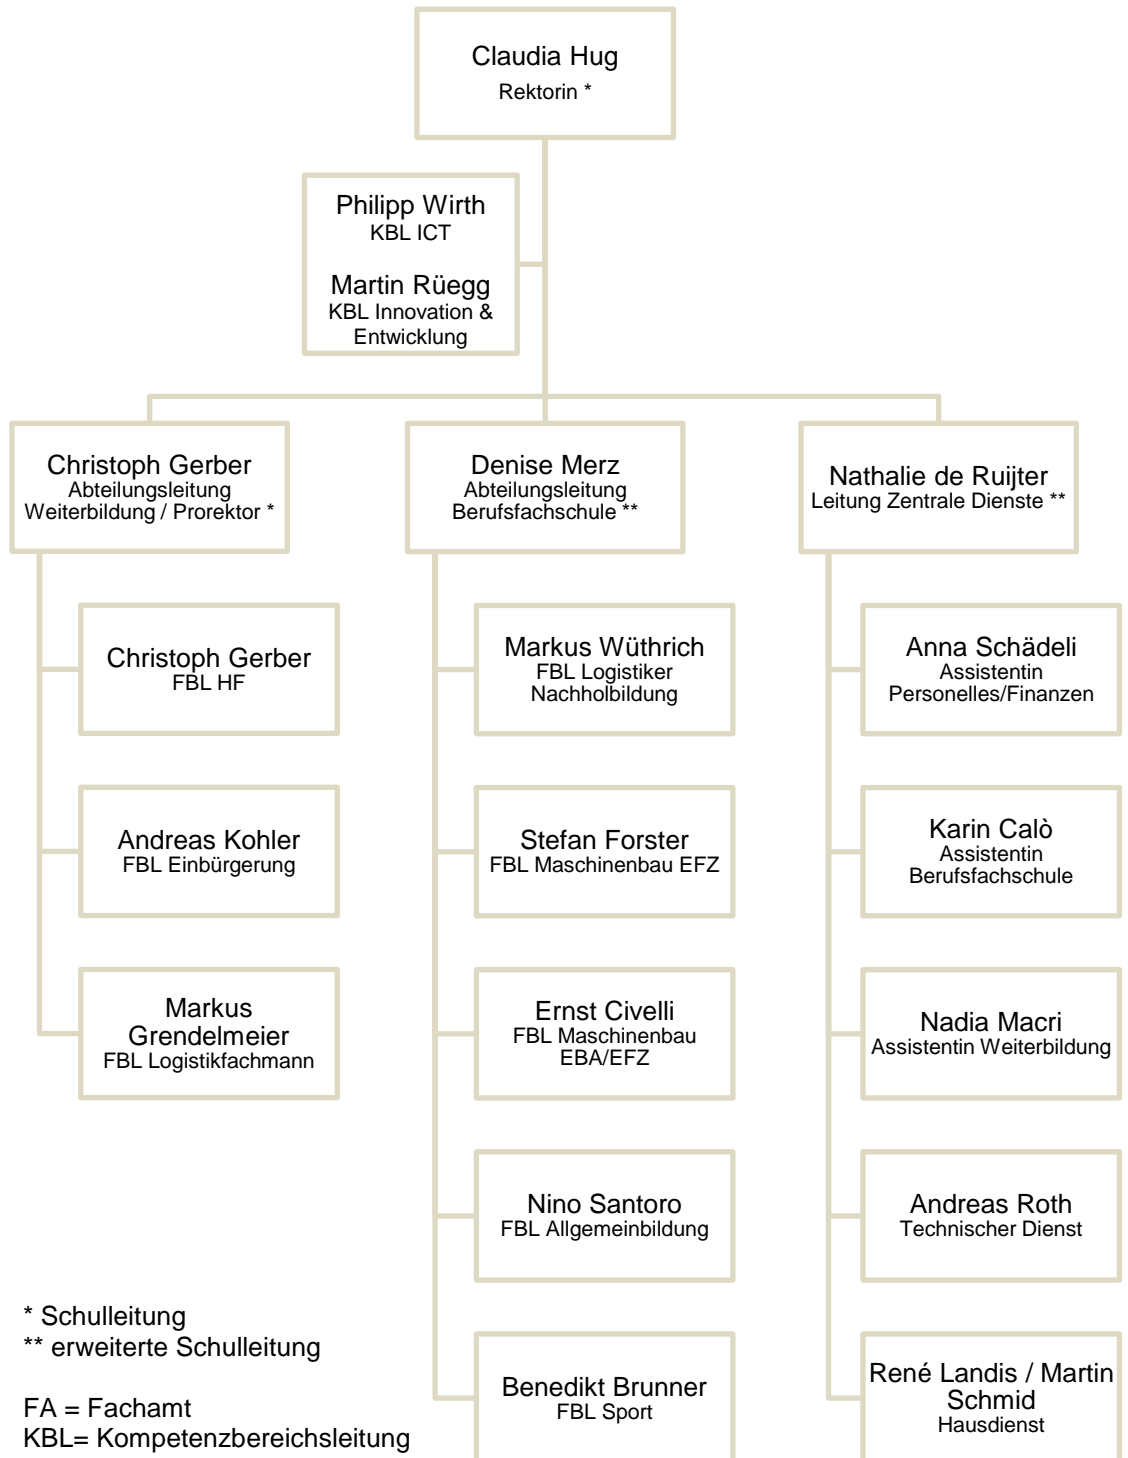 Claudia Hug
Rektorin *
Philipp Wirth
KBL ICT
Martin Rüegg
KBL Innovation &
Entwicklung
Christoph Gerber
Abteilungsleitung
Weiterbildung / Prorektor *
Denise Merz
Abteilungsleitung
Berufsfachschule **
Nathalie de Ruijter
Leitung Zentrale Dienste **
Christoph Gerber
FBL HF
Andreas Kohler
FBL Einbürgerung
Markus
Grendelmeier
FBL Logistikfachmann
Markus Wüthrich
FBL Logistiker
Nachholbildung
Stefan Forster
FBL Maschinenbau EFZ
Ernst Civelli
FBL Maschinenbau
EBA/EFZ
Nino Santoro
FBL Allgemeinbildung
Benedikt Brunner
FBL Sport
Anna Schädeli
Assistentin
Personelles/Finanzen
Karin Calò
Assistentin
Berufsfachschule
Nadia Macri
Assistentin Weiterbildung
Andreas Roth
Technischer Dienst
René Landis / Martin
Schmid
Hausdienst
* Schulleitung
** erweiterte Schulleitung
FA = Fachamt
KBL= Kompetenzbereichsleitung